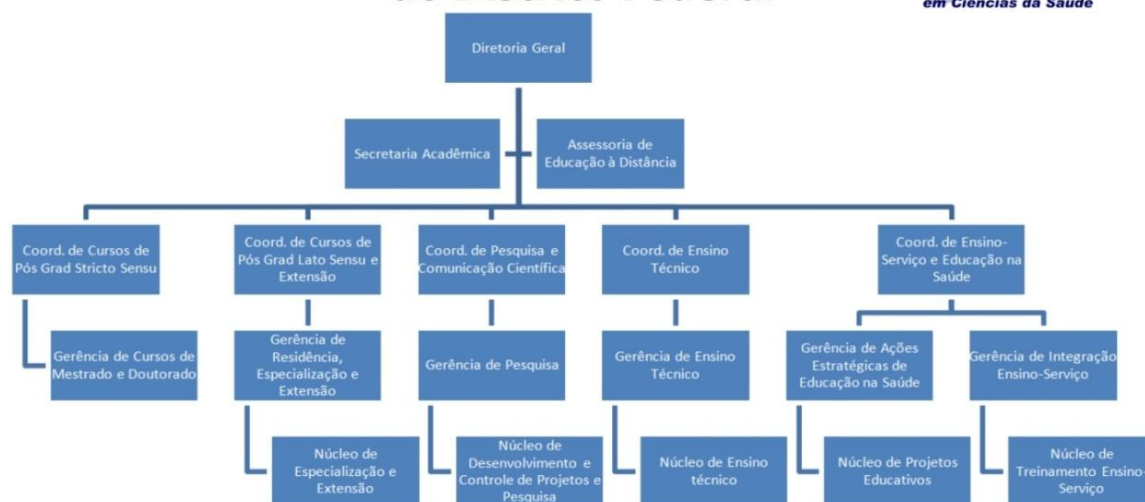 do Distrito Federal
em Ciências da Saúde
Diretoria Geral
Secretaria Acadêmica
Assessoria de
Educação à Distância
Coord. de Cursos de
Pós Grad Stricto Sensu
Coord. de Cursos de
Pós Grad Lato Sensu e
Extensão
Coord. de Pesquisa e
Comunicação Científica
Coord. de Ensino
Técnico
Coord. de Ensino-
Serviço e Educação na
Saúde
Gerência de Cursos de
Mestrado e Doutorado
Gerência de
Residência,
Especialização e
Extensão
Gerência de Pesquisa
Gerência de Ensino
Técnico
Gerência de Ações
Estratégicas de
Educação na Saúde
Gerência de Integração
Ensino-Serviço
Núcleo de
Especialização e
Extensão
Núcleo de
Desenvolvimento e
Controle de Projetos e
Pesquisa
Núcleo de Ensino
técnico
Núcleo de Projetos
Educativos
Núcleo de
Treinamento Ensino-
Serviço